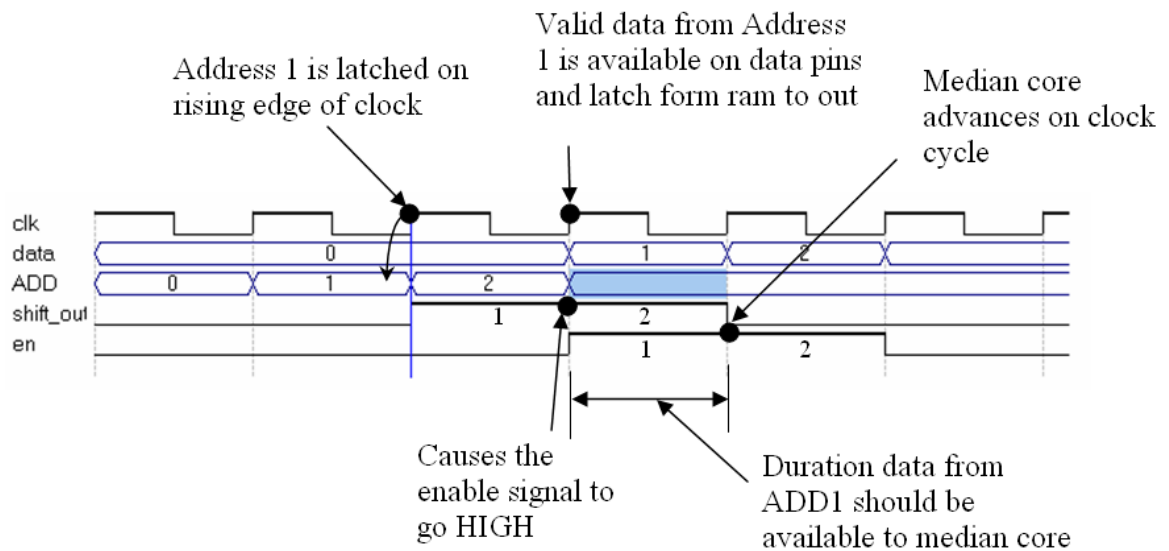 Valid data from Address
1 is available on data pins
and latch form ram to out
Address 1 is latched on
rising edge of clock
Median core
advances on clock
cycle
clk
data 0 1 2
ADD 0 1 2
shift_out 1 2
en 1 2
Causes the
enable signal to
go HIGH
Duration data from
ADD1 should be
available to median core